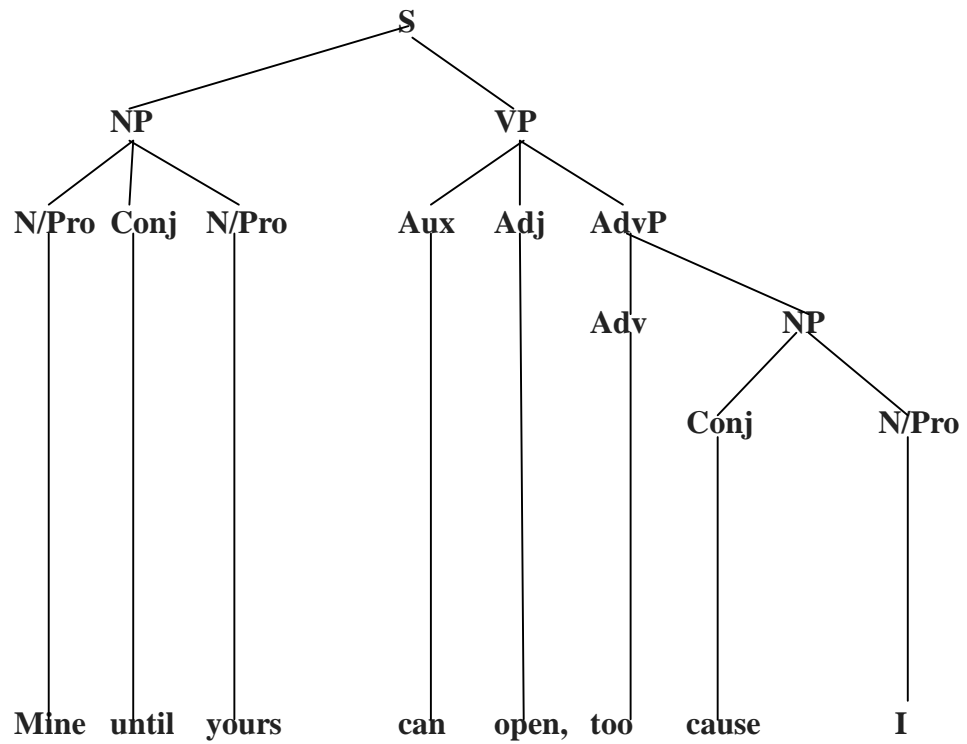 S
NP VP
N/Pro Conj N/Pro Aux Adj AdvP
Adv NP
Conj N/Pro
Mine until yours can open, too cause I